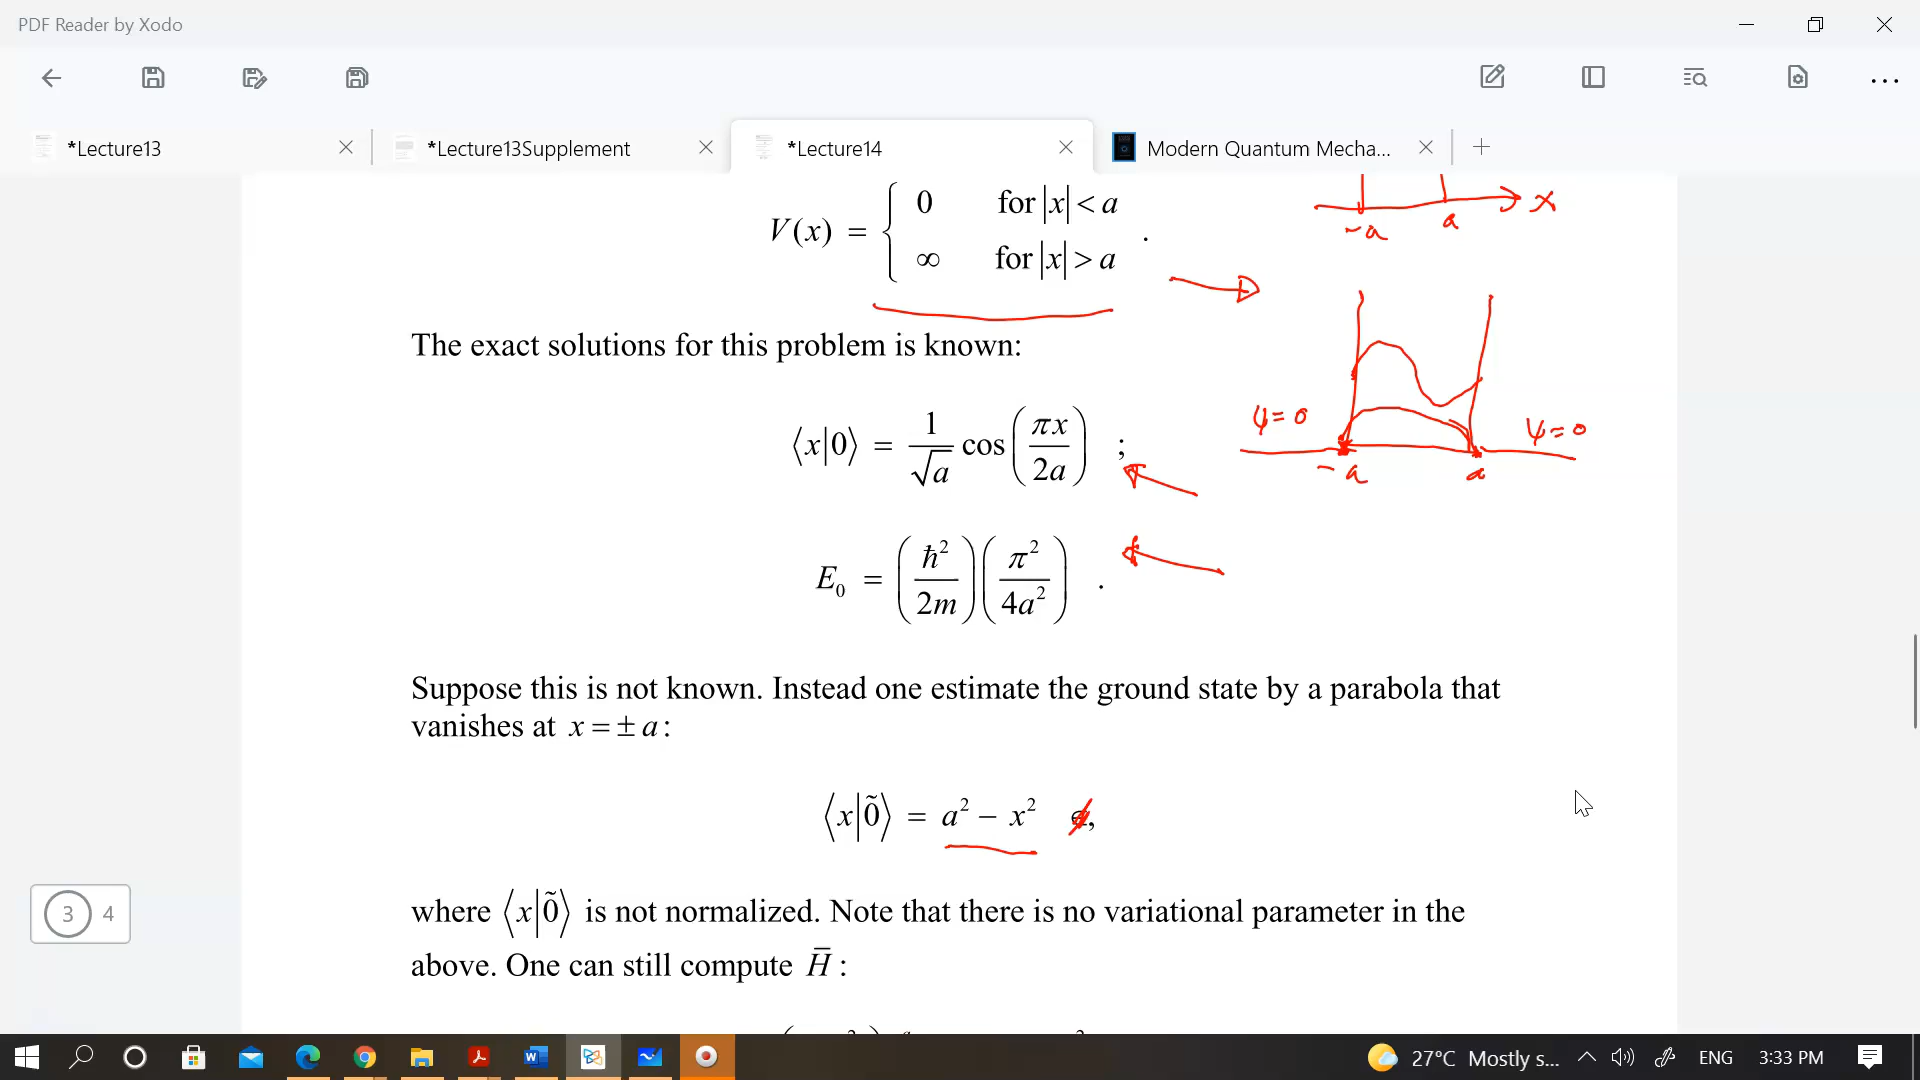 PDF Reader by Xodo
*Lecture13
*Lecture13Supplement
*Lecture14
Modern Quantum Mecha...
V(x) = { 0 for |x| < a
∞ for |x| > a .
x
-a a
The exact solutions for this problem is known:
⟨x|0⟩ = 1/√a cos(πx/2a) ;
ψ=0 ψ=0
-a a
E₀ = (ħ²/2m)(π²/4a²) .
Suppose this is not known. Instead one estimate the ground state by a parabola that
vanishes at x = ± a:
⟨x|0̃⟩ = a² − x² ,
where ⟨x|0̃⟩ is not normalized. Note that there is no variational parameter in the
above. One can still compute H̅ :
3 4
27°C Mostly s...
ENG
3:33 PM